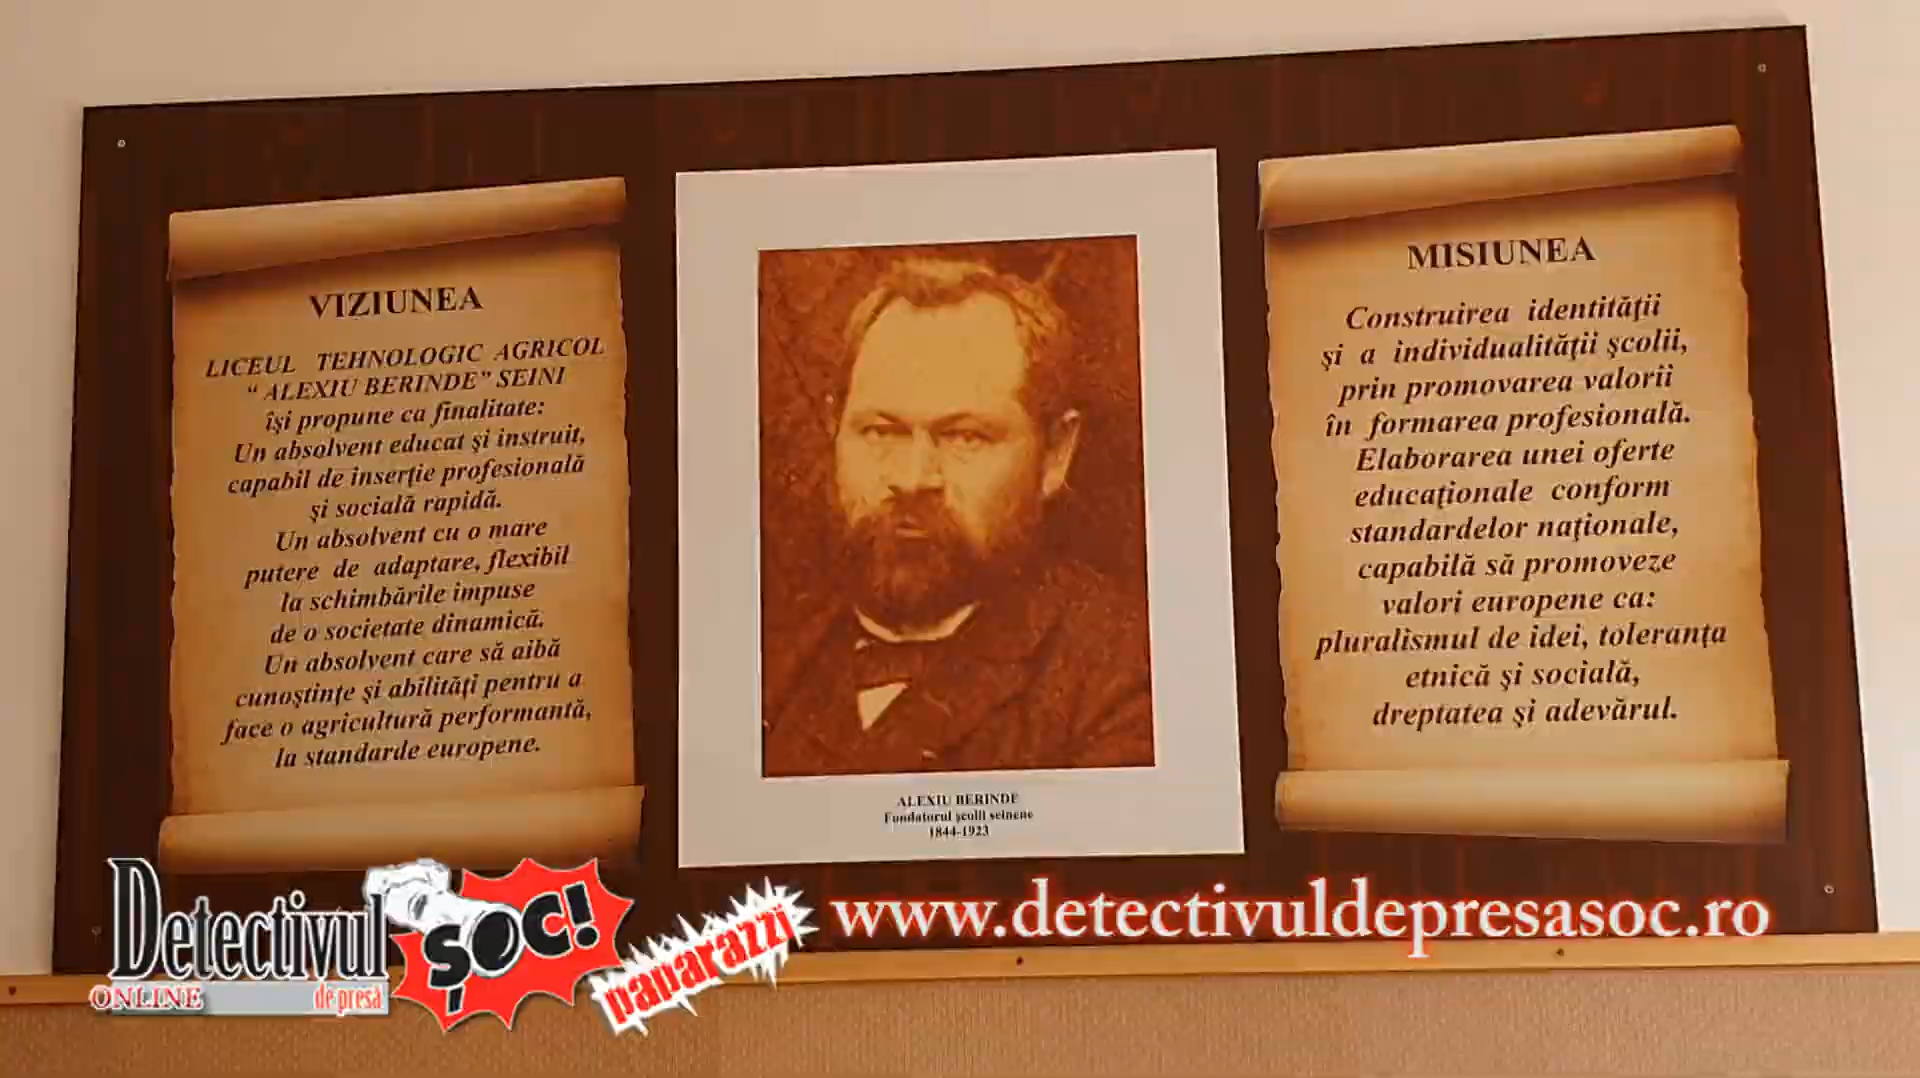 VIZIUNEA
LICEUL TEHNOLOGIC AGRICOL
“ ALEXIU BERINDE” SEINI
îşi propune ca finalitate:
Un absolvent educat şi instruit,
capabil de inserţie profesională
şi socială rapidă.
Un absolvent cu o mare
putere de adaptare, flexibil
la schimbările impuse
de o societate dinamică.
Un absolvent care să aibă
cunoştinţe şi abilităţi pentru a
face o agricultură performantă,
la standarde europene.
ALEXIU BERINDE
Fondatorul şcolii seinene
1844-1923
MISIUNEA
Construirea identităţii
şi a individualităţii şcolii,
prin promovarea valorii
în formarea profesională.
Elaborarea unei oferte
educaţionale conform
standardelor naţionale,
capabilă să promoveze
valori europene ca:
pluralismul de idei, toleranţa
etnică şi socială,
dreptatea şi adevărul.
Detectivul
ONLINE de presă
ŞOC!
paparazzi
www.detectivuldepresasoc.ro